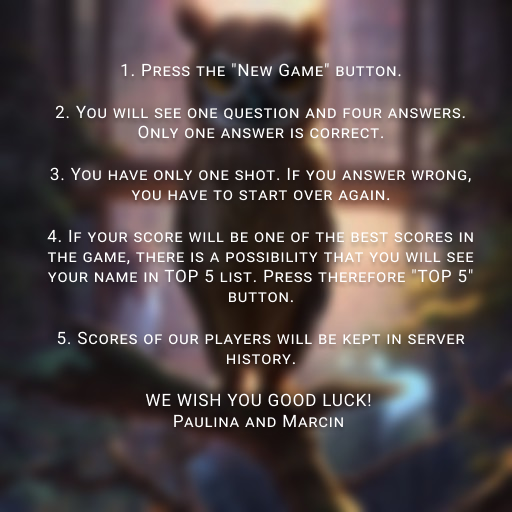 1. Press the "New Game" button.
2. You will see one question and four answers.
Only one answer is correct.
3. You have only one shot. If you answer wrong,
you have to start over again.
4. If your score will be one of the best scores in
the game, there is a possibility that you will see
your name in TOP 5 list. Press therefore "TOP 5"
button.
5. Scores of our players will be kept in server
history.
WE WISH YOU GOOD LUCK!
Paulina and Marcin